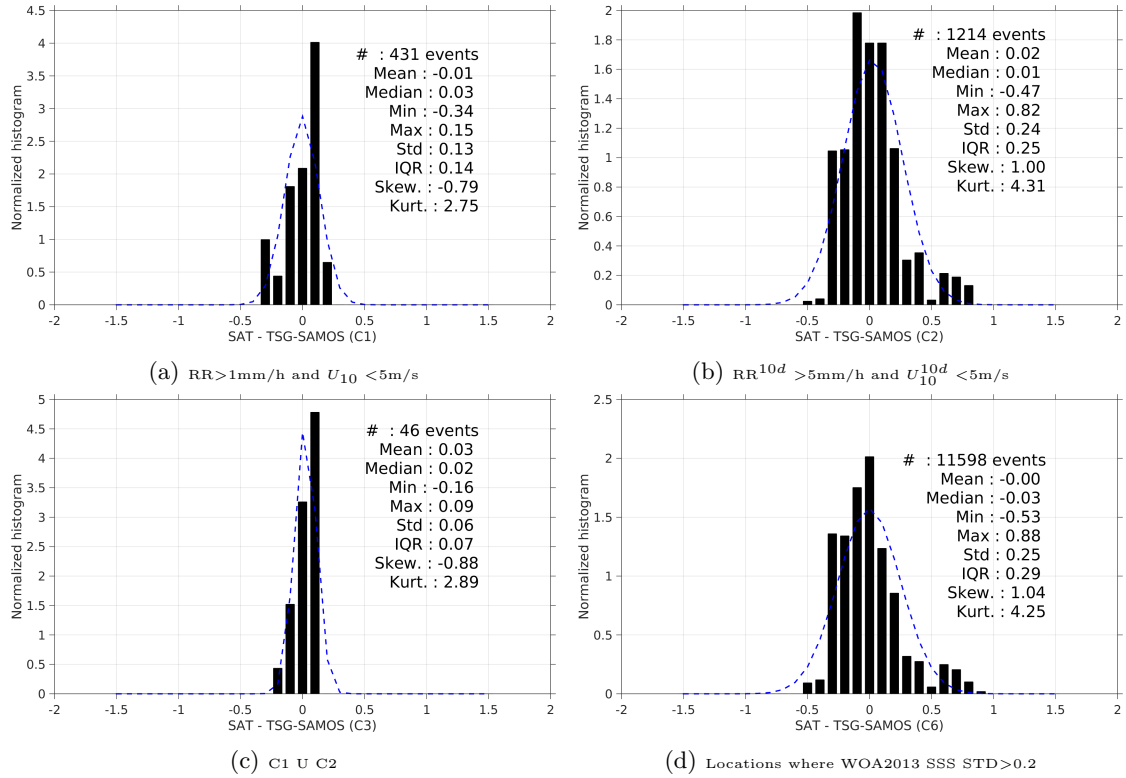 4.5
4
3.5
3
2.5
2
1.5
1
0.5
0
-2 -1.5 -1 -0.5 0 0.5 1 1.5 2
Normalized histogram
SAT - TSG-SAMOS (C1)
# : 431 events
Mean : -0.01
Median : 0.03
Min : -0.34
Max : 0.15
Std : 0.13
IQR : 0.14
Skew. : -0.79
Kurt. : 2.75
(a) RR>1mm/h and U10 <5m/s
2
1.8
1.6
1.4
1.2
1
0.8
0.6
0.4
0.2
0
-2 -1.5 -1 -0.5 0 0.5 1 1.5 2
Normalized histogram
SAT - TSG-SAMOS (C2)
# : 1214 events
Mean : 0.02
Median : 0.01
Min : -0.47
Max : 0.82
Std : 0.24
IQR : 0.25
Skew. : 1.00
Kurt. : 4.31
(b) RR^10d >5mm/h and U_10^10d <5m/s
5
4.5
4
3.5
3
2.5
2
1.5
1
0.5
0
-2 -1.5 -1 -0.5 0 0.5 1 1.5 2
Normalized histogram
SAT - TSG-SAMOS (C3)
# : 46 events
Mean : 0.03
Median : 0.02
Min : -0.16
Max : 0.09
Std : 0.06
IQR : 0.07
Skew. : -0.88
Kurt. : 2.89
(c) C1 U C2
2.5
2
1.5
1
0.5
0
-2 -1.5 -1 -0.5 0 0.5 1 1.5 2
Normalized histogram
SAT - TSG-SAMOS (C6)
# : 11598 events
Mean : -0.00
Median : -0.03
Min : -0.53
Max : 0.88
Std : 0.25
IQR : 0.29
Skew. : 1.04
Kurt. : 4.25
(d) Locations where WOA2013 SSS STD>0.2